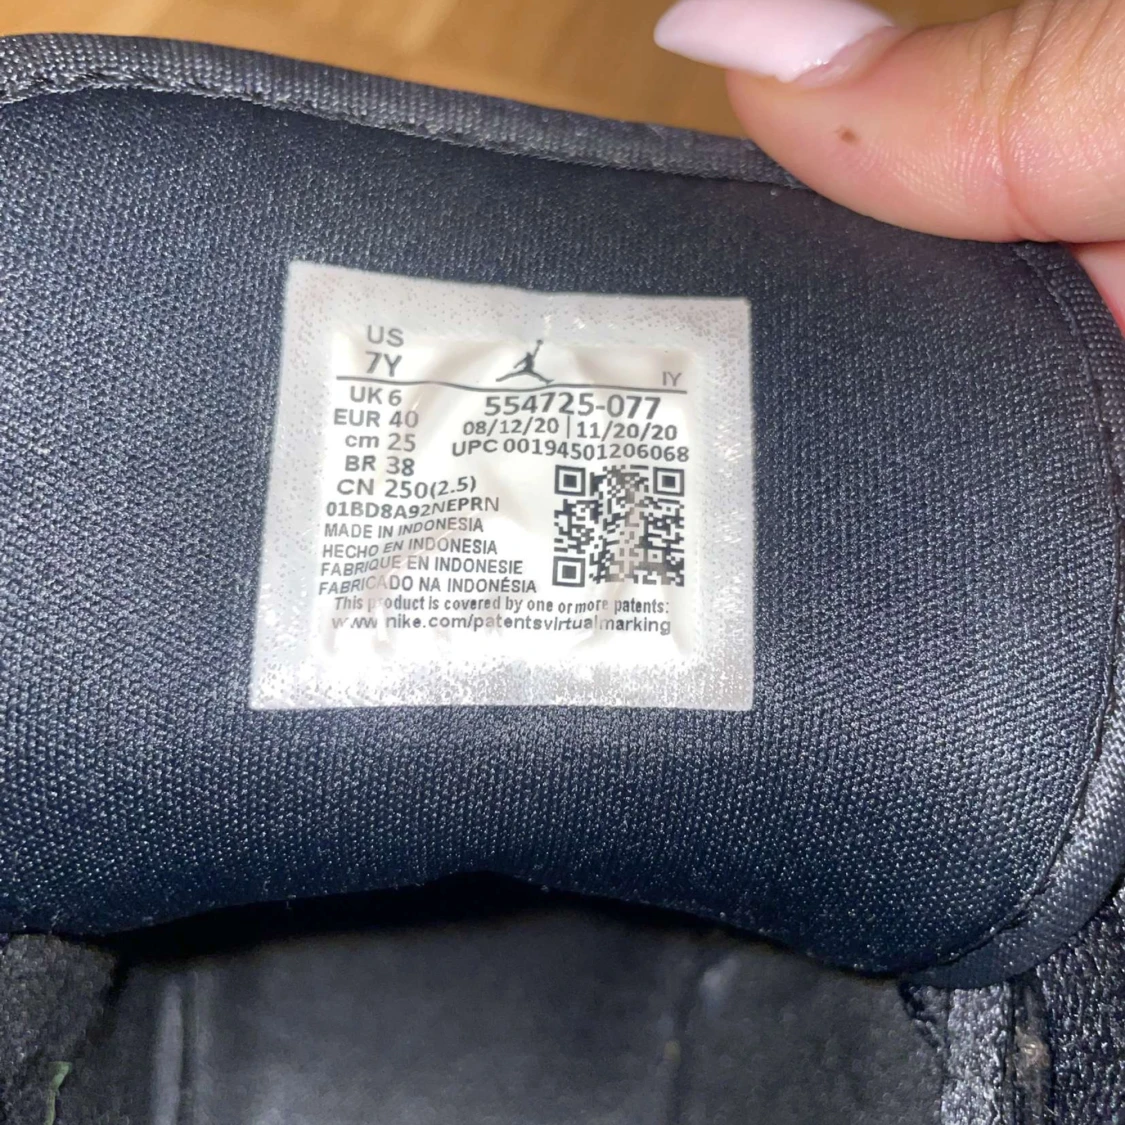 US
7Y
IY
UK 6
EUR 40
cm 25
BR 38
CN 250(2.5)
554725-077
08/12/20 | 11/20/20
UPC 00194501206068
01BD8A92NEPRN
MADE IN INDONESIA
HECHO EN INDONESIA
FABRIQUE EN INDONESIE
FABRICADO NA INDONÉSIA
This product is covered by one or more patents:
www.nike.com/patentsvirtualmarking